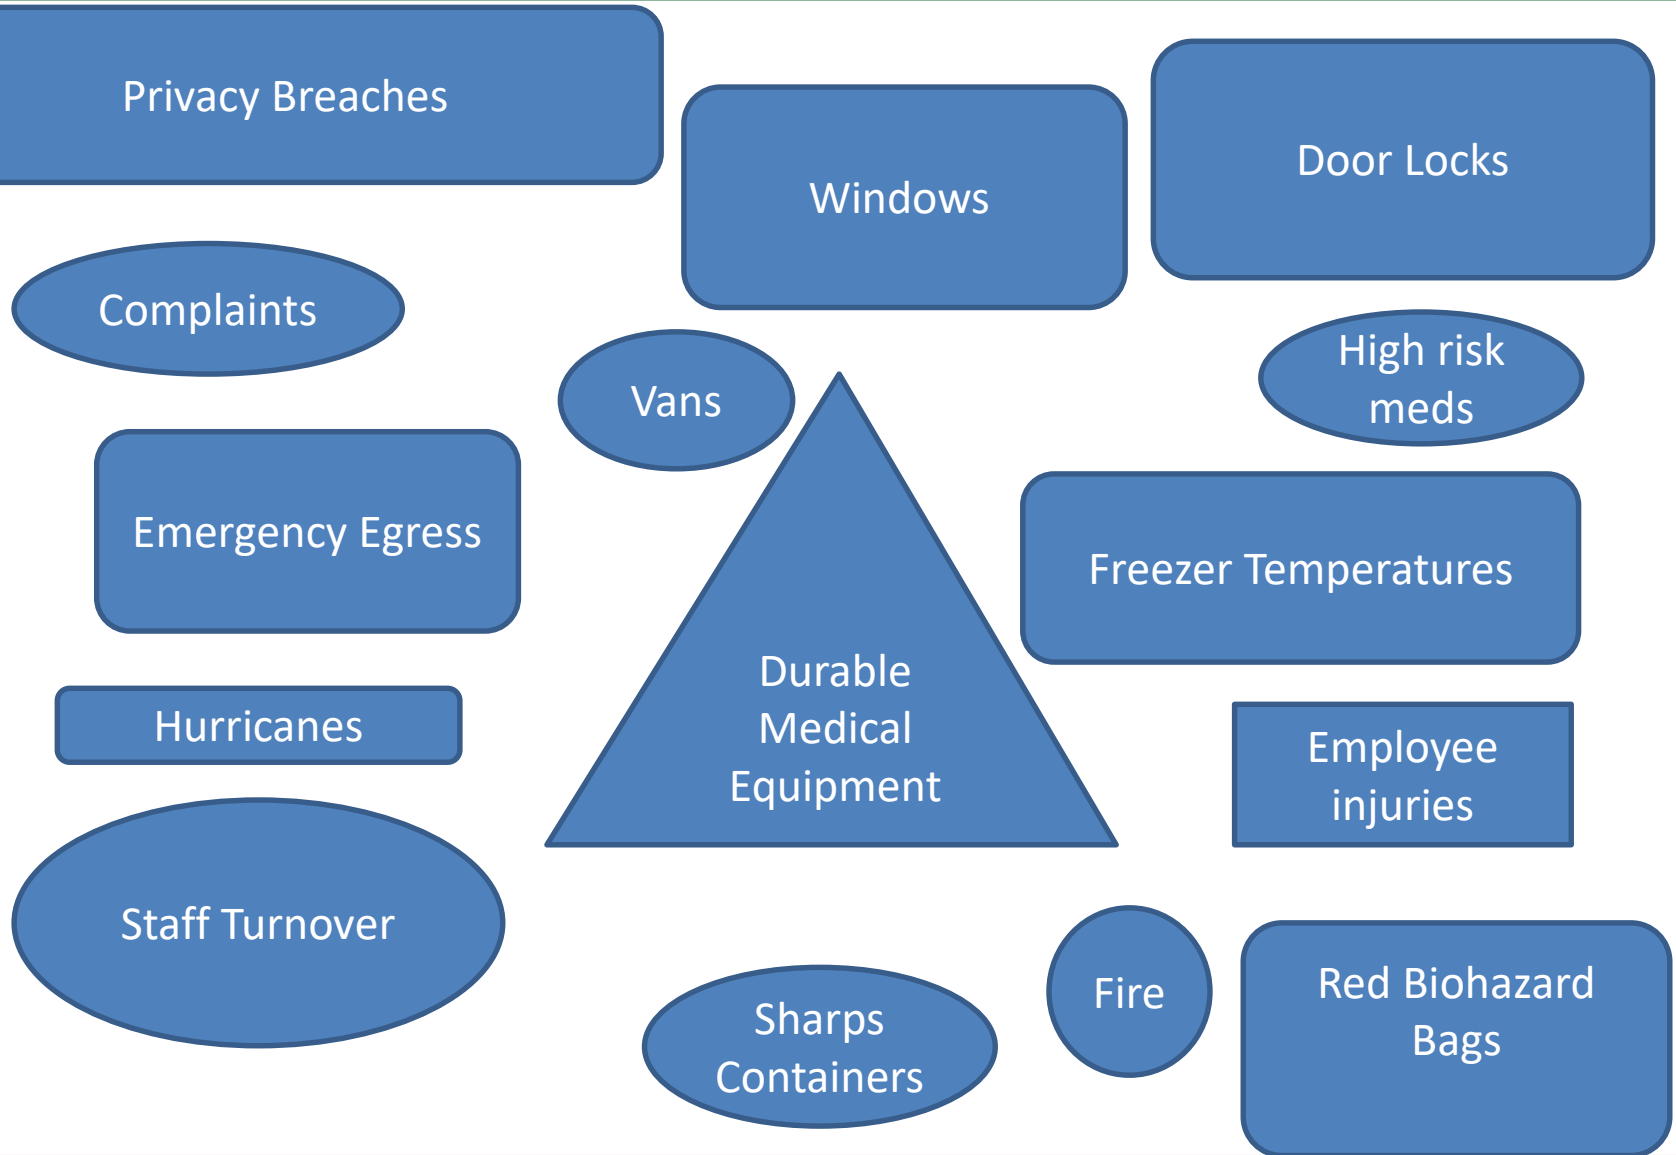 Privacy Breaches
Windows
Door Locks
Complaints
Vans
High risk
meds
Emergency Egress
Freezer Temperatures
Durable
Medical
Equipment
Hurricanes
Employee
injuries
Staff Turnover
Sharps
Containers
Fire
Red Biohazard
Bags